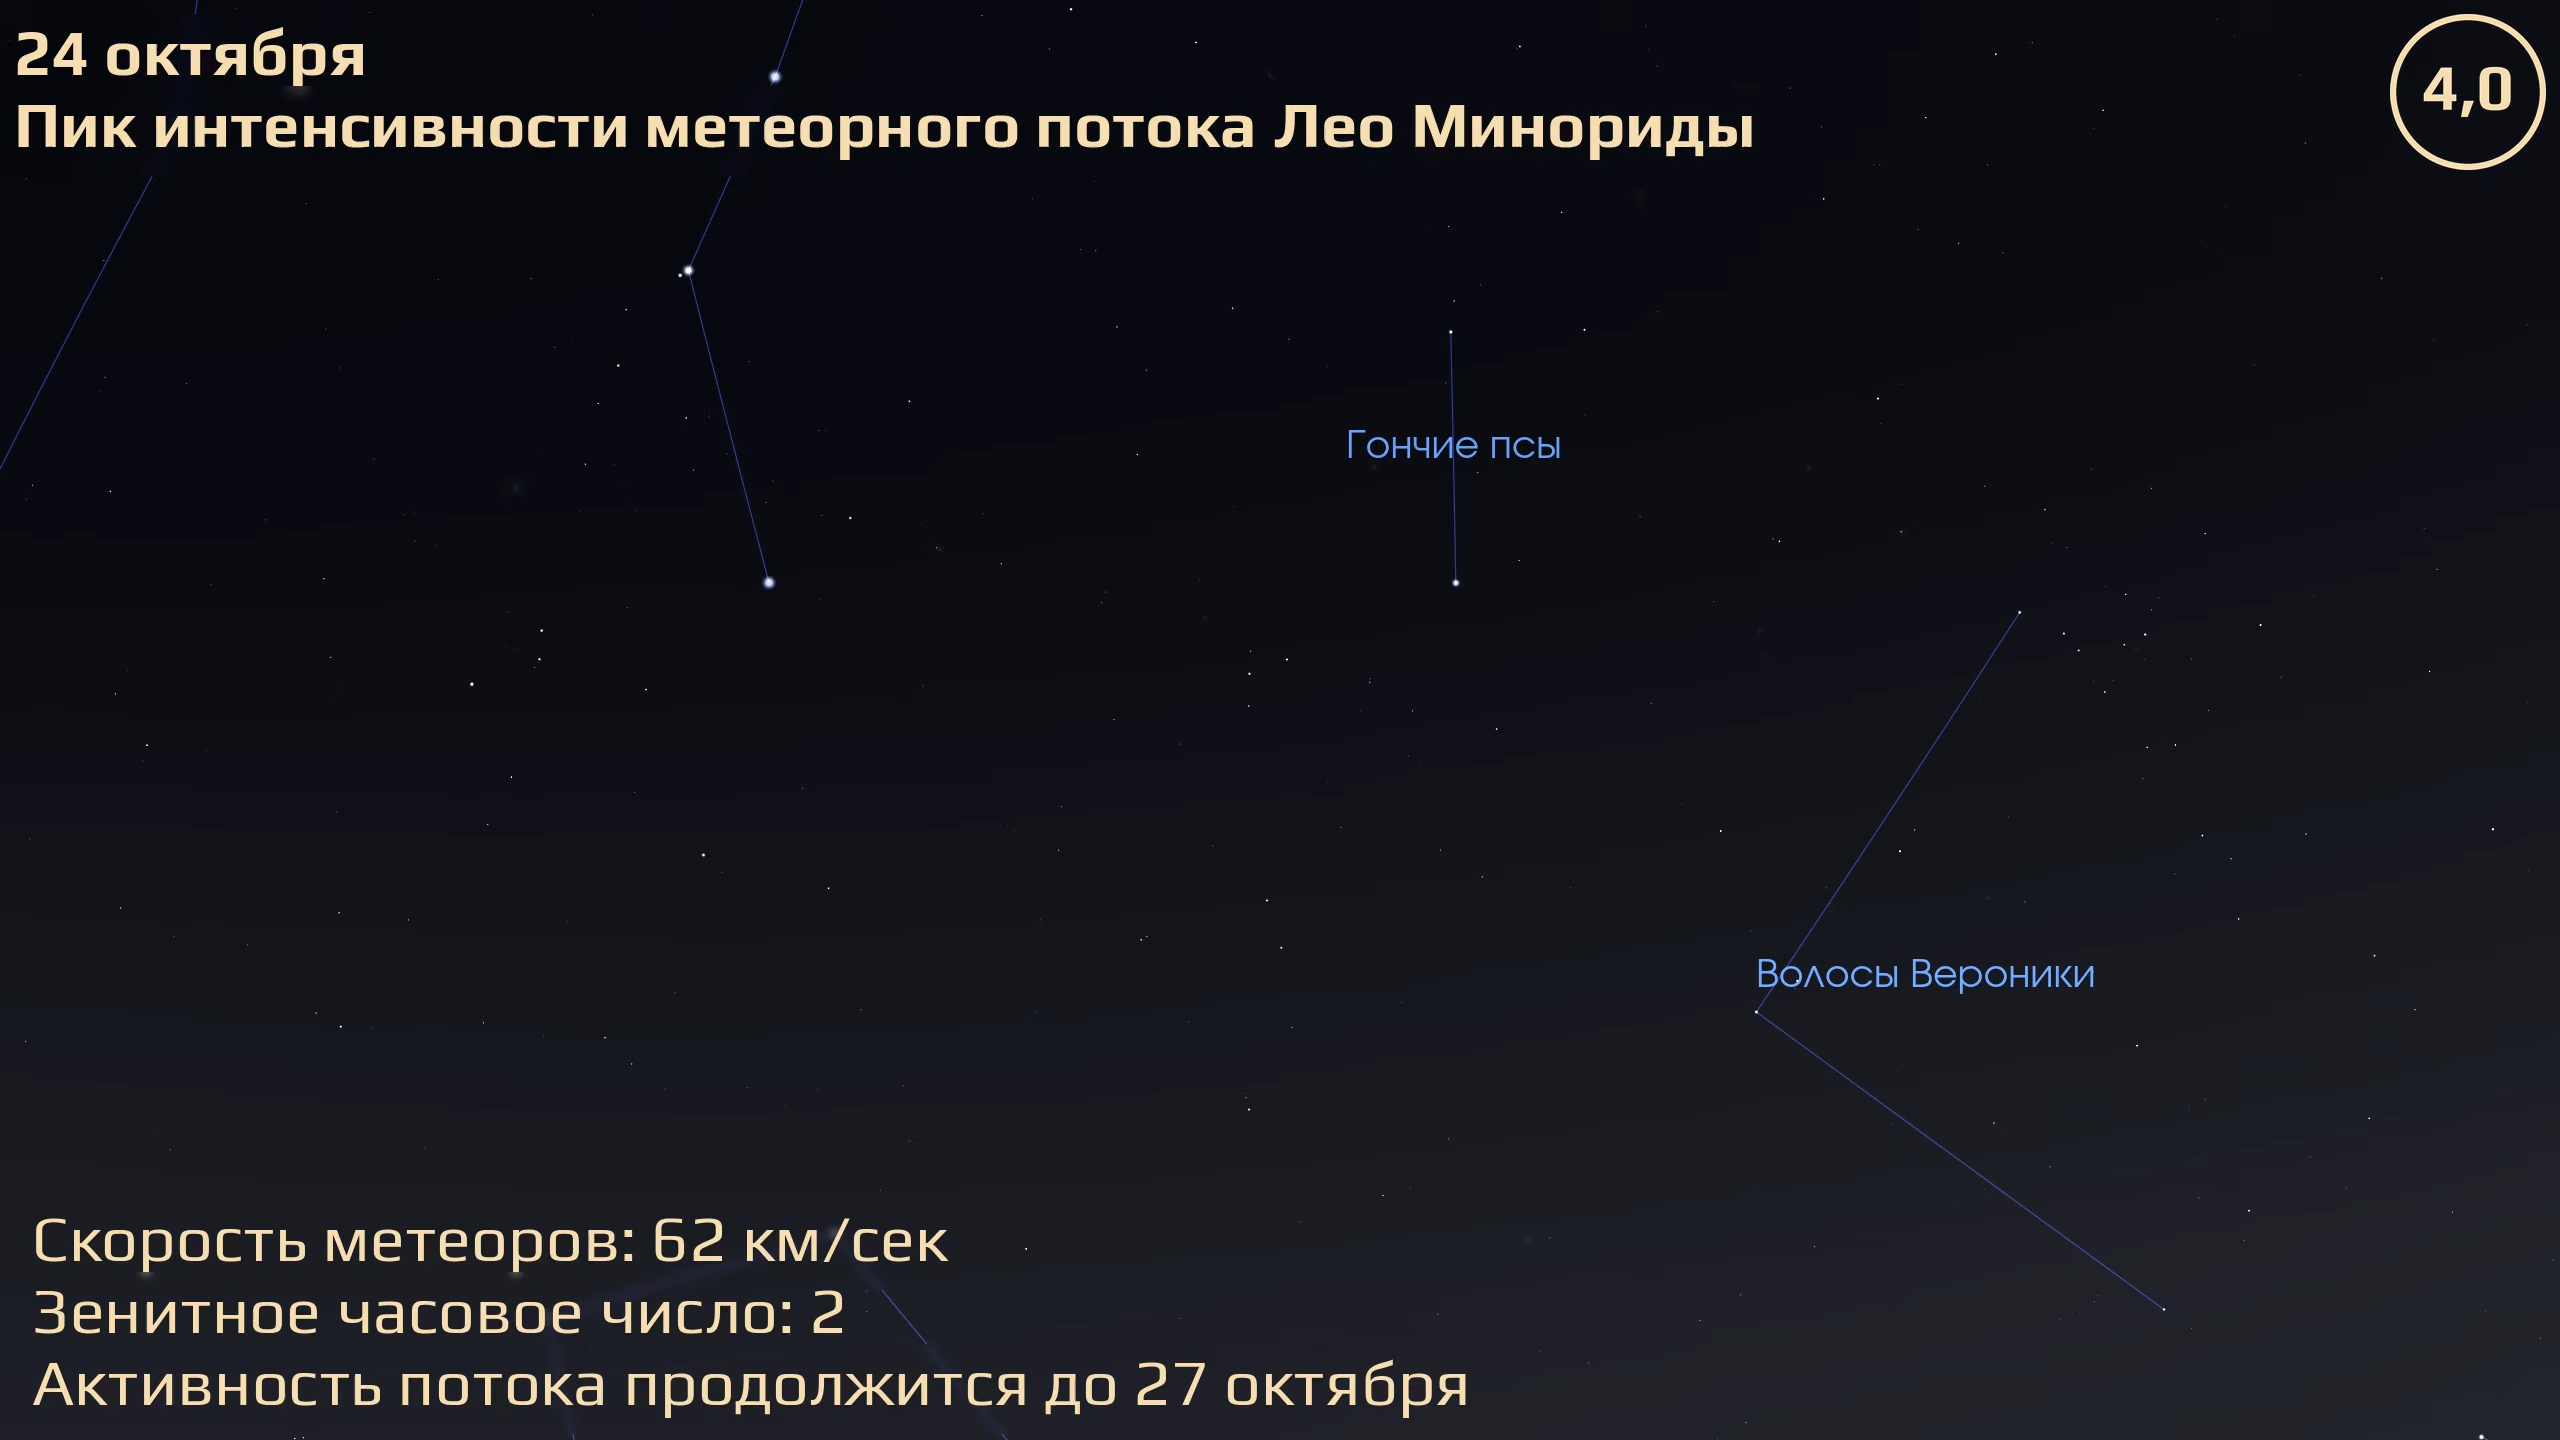 24 октября
4,0
Пик интенсивности метеорного потока Лео Минориды
Гончие псы
Волосы Вероники
Скорость метеоров: 62 км/сек
Зенитное часовое число: 2
Активность потока продолжится до 27 октября